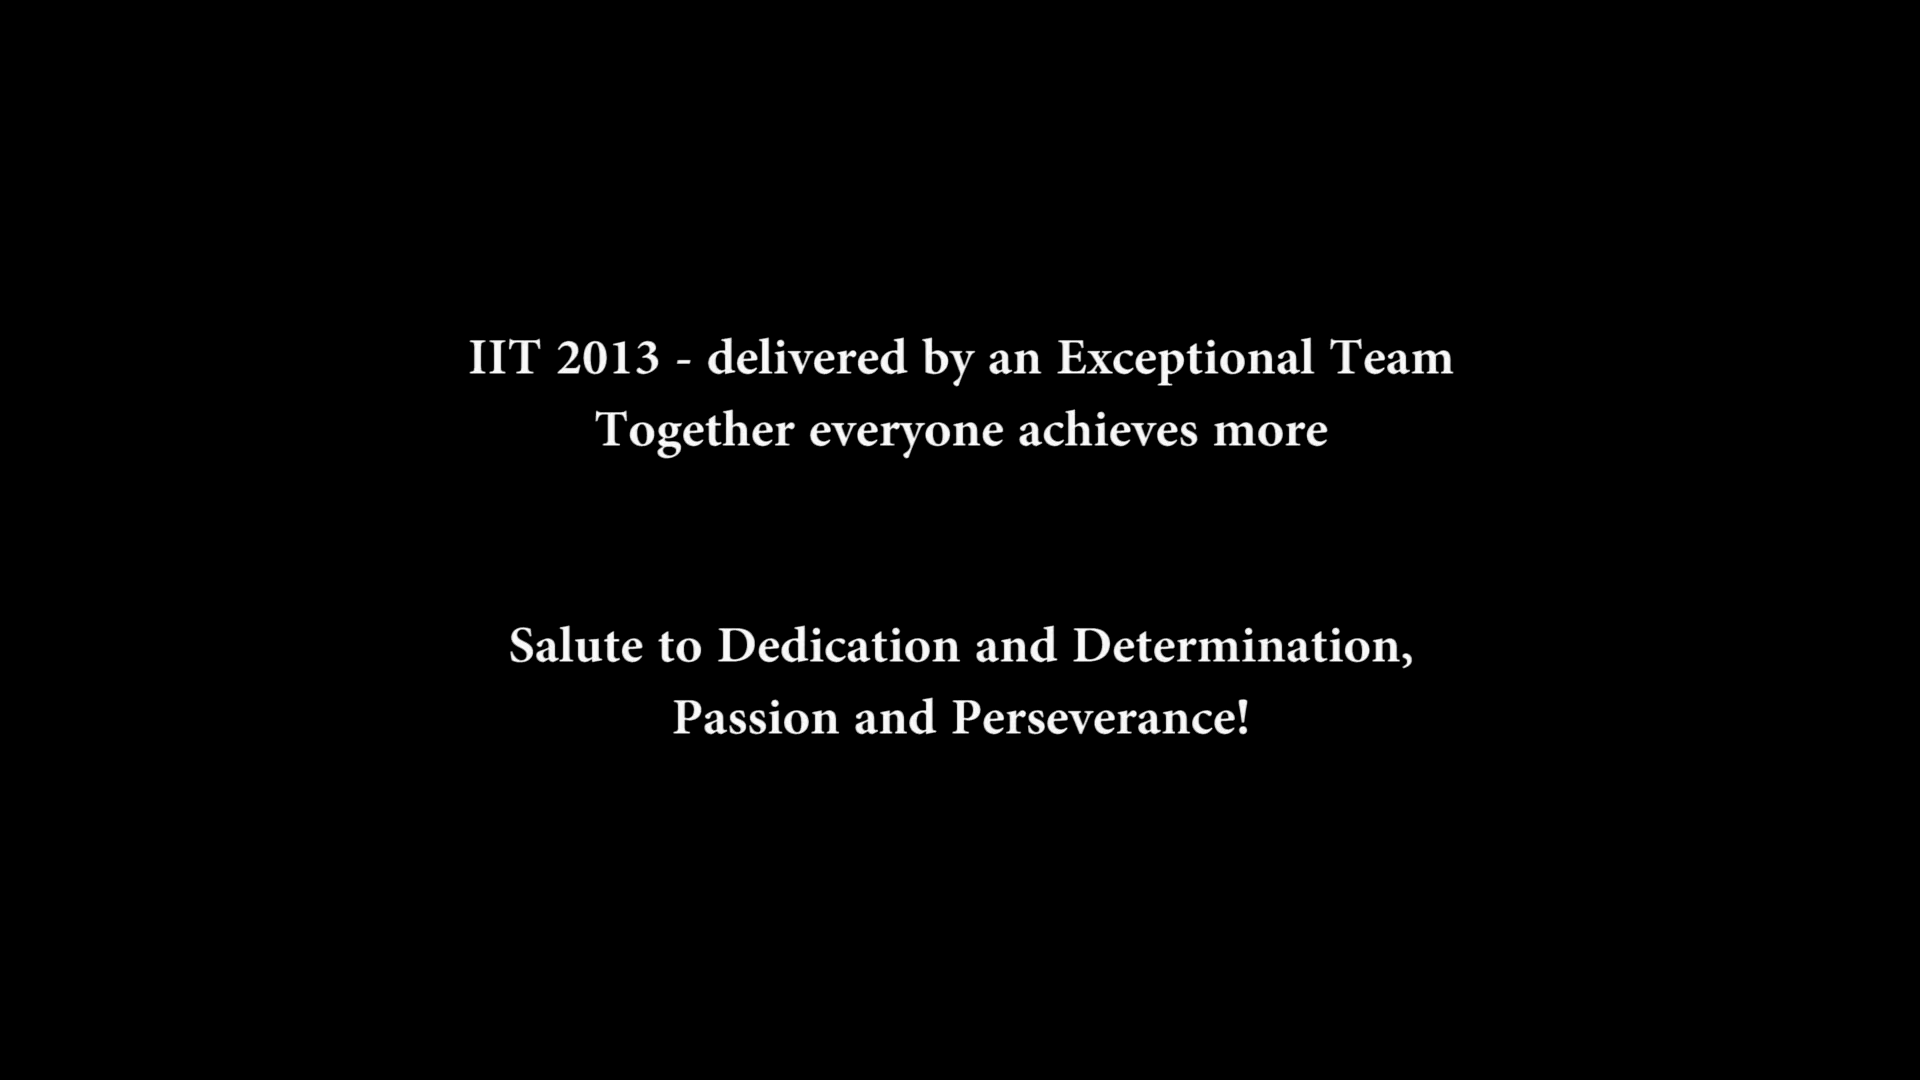 IIT 2013 - delivered by an Exceptional Team
Together everyone achieves more
Salute to Dedication and Determination,
Passion and Perseverance!